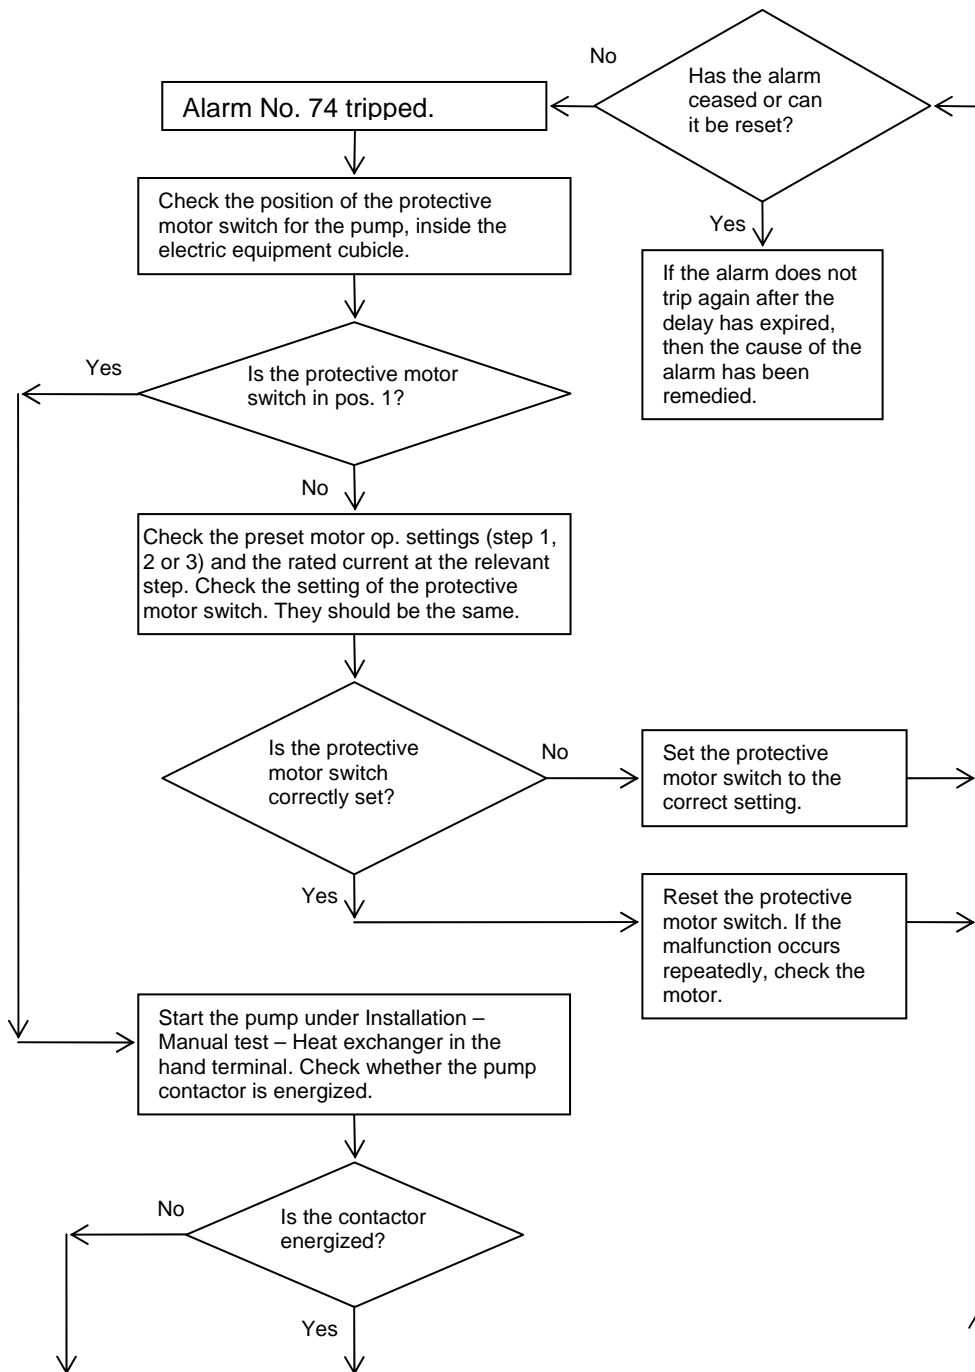 No
Has the alarm
ceased or can
it be reset?
Alarm No. 74 tripped.
Check the position of the protective
motor switch for the pump, inside the
electric equipment cubicle.
Yes
If the alarm does not
trip again after the
delay has expired,
then the cause of the
alarm has been
remedied.
Yes
Is the protective motor
switch in pos. 1?
No
Check the preset motor op. settings (step 1,
2 or 3) and the rated current at the relevant
step. Check the setting of the protective
motor switch. They should be the same.
Is the protective
motor switch
correctly set?
No
Set the protective
motor switch to the
correct setting.
Yes
Reset the protective
motor switch. If the
malfunction occurs
repeatedly, check the
motor.
Start the pump under Installation –
Manual test – Heat exchanger in the
hand terminal. Check whether the pump
contactor is energized.
No
Is the contactor
energized?
Yes